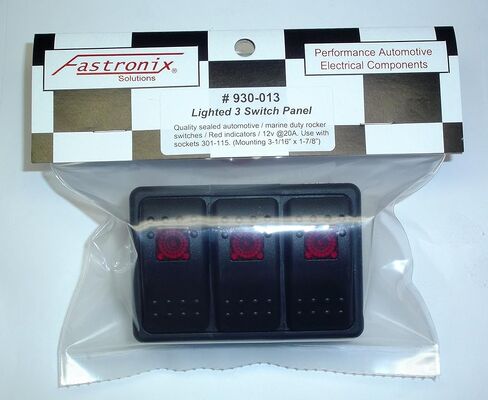 Fastronix®
Solutions
Performance Automotive
Electrical Components
# 930-013
Lighted 3 Switch Panel
Quality sealed automotive / marine duty rocker
switches / Red indicators / 12v @20A. Use with
sockets 301-115. (Mounting 3-1/16" x 1-7/8")